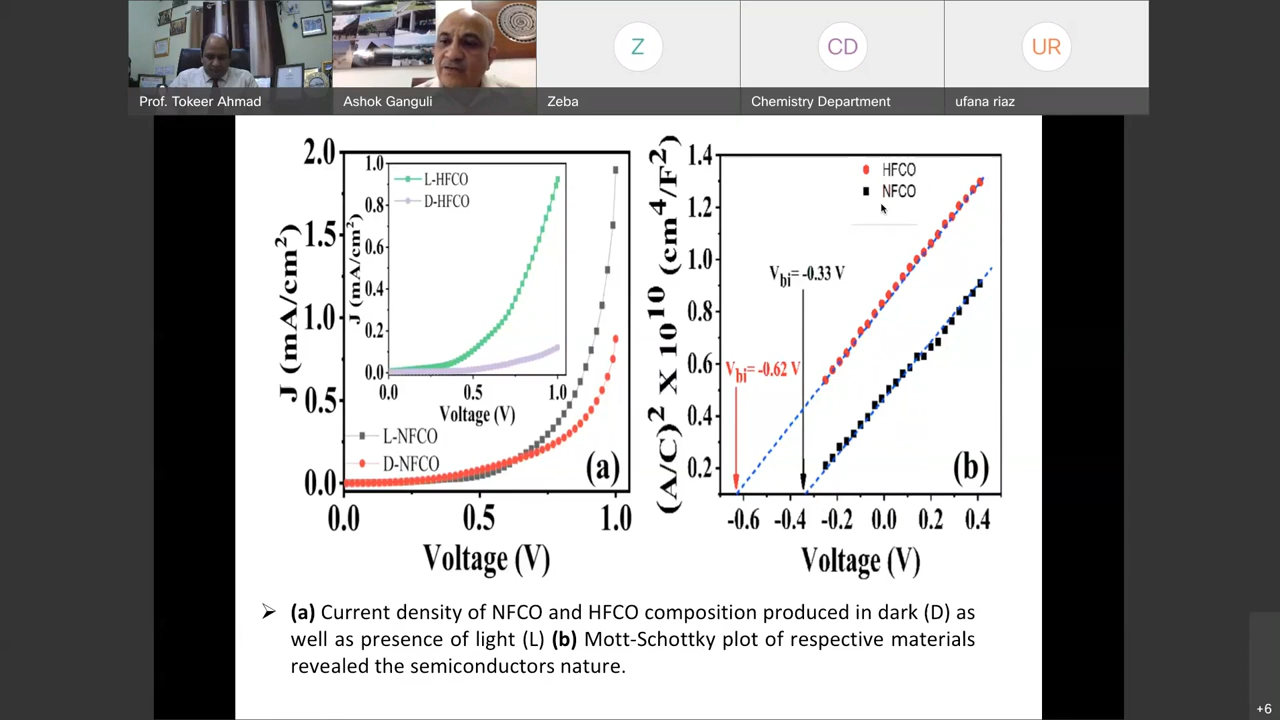 Prof. Tokeer Ahmad
Ashok Ganguli
Z
Zeba
CD
Chemistry Department
UR
ufana riaz
2.0
1.5
1.0
0.5
0.0
J (mA/cm²)
0.0 0.5 1.0
Voltage (V)
L-NFCO
D-NFCO
(a)
1.0
0.8
0.6
0.4
0.2
0.0
J (mA/cm²)
L-HFCO
D-HFCO
0.0 0.5 1.0
Voltage (V)
1.4
1.2
1.0
0.8
0.6
0.4
0.2
(A/C)² X 10¹⁰ (cm⁴/F²)
HFCO
NFCO
Vbi= -0.33 V
Vbi= -0.62 V
(b)
-0.6 -0.4 -0.2 0.0 0.2 0.4
Voltage (V)
➢ (a) Current density of NFCO and HFCO composition produced in dark (D) as
well as presence of light (L) (b) Mott-Schottky plot of respective materials
revealed the semiconductors nature.
+6